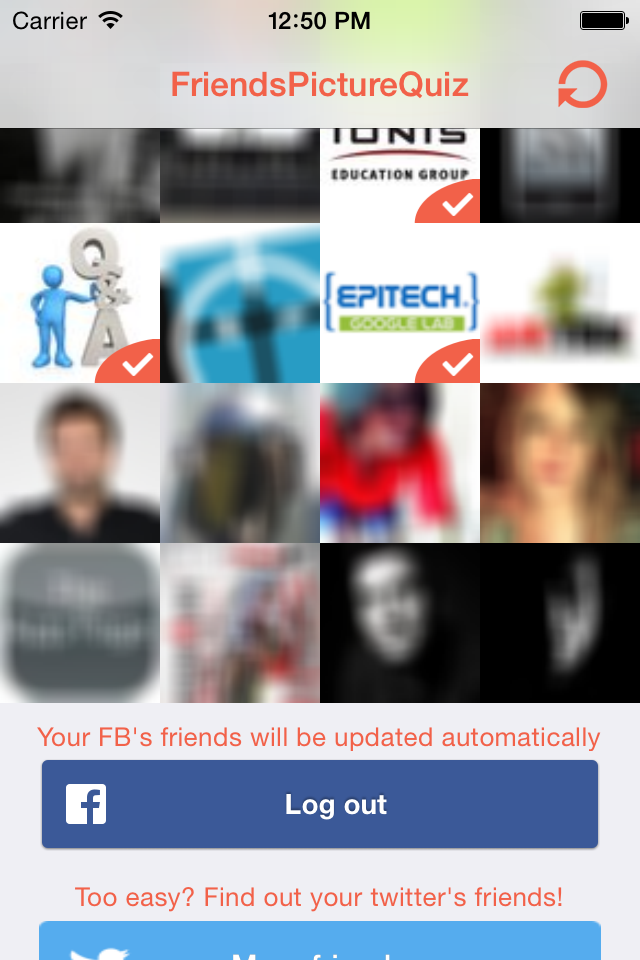 Carrier 12:50 PM
FriendsPictureQuiz
IONIS
EDUCATION GROUP
Q
&
A
EPITECH.
GOOGLE LAB
Your FB's friends will be updated automatically
Log out
Too easy? Find out your twitter's friends!